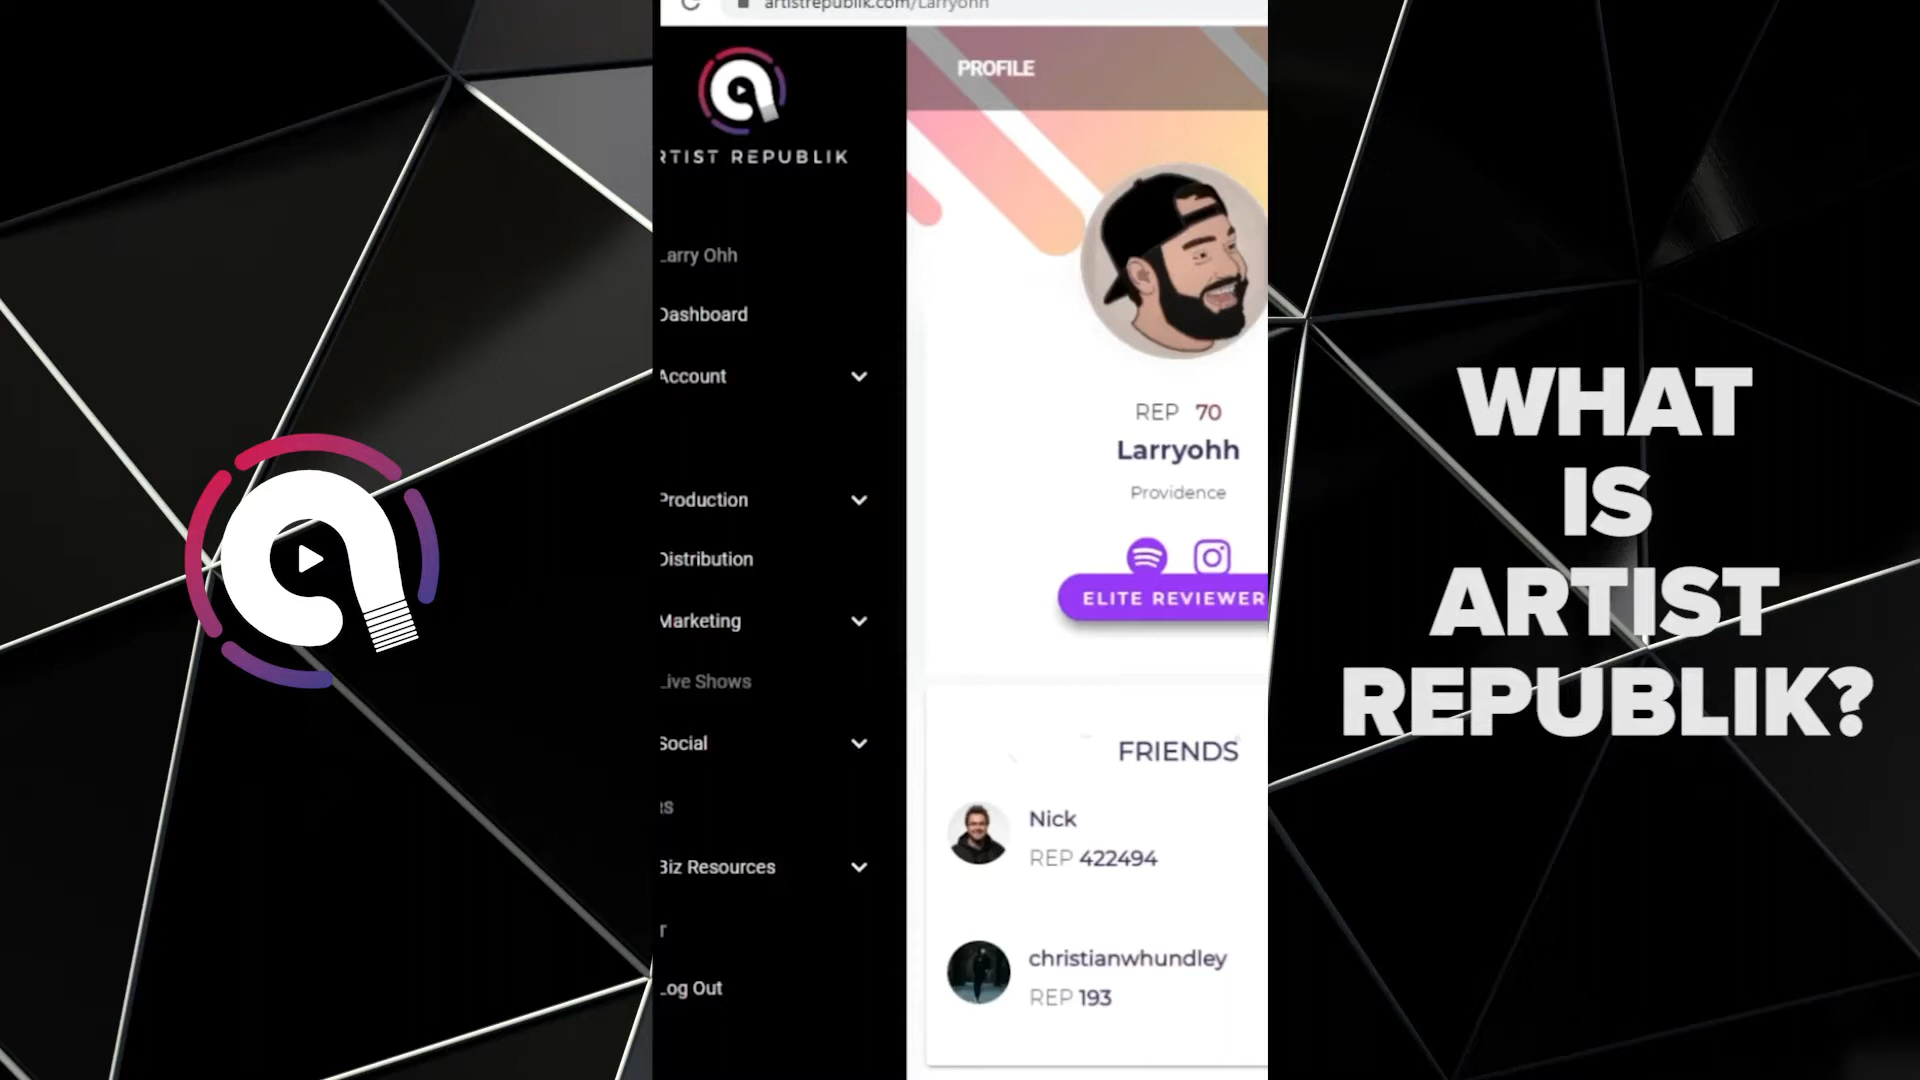 artistrepublik.com/Larryohh
RTIST REPUBLIK
Larry Ohh
Dashboard
Account
Production
Distribution
Marketing
Live Shows
Social
Biz Resources
Log Out
PROFILE
REP 70
Larryohh
Providence
ELITE REVIEWER
FRIENDS
Nick
REP 422494
christianwhundley
REP 193
WHAT
IS
ARTIST
REPUBLIK?